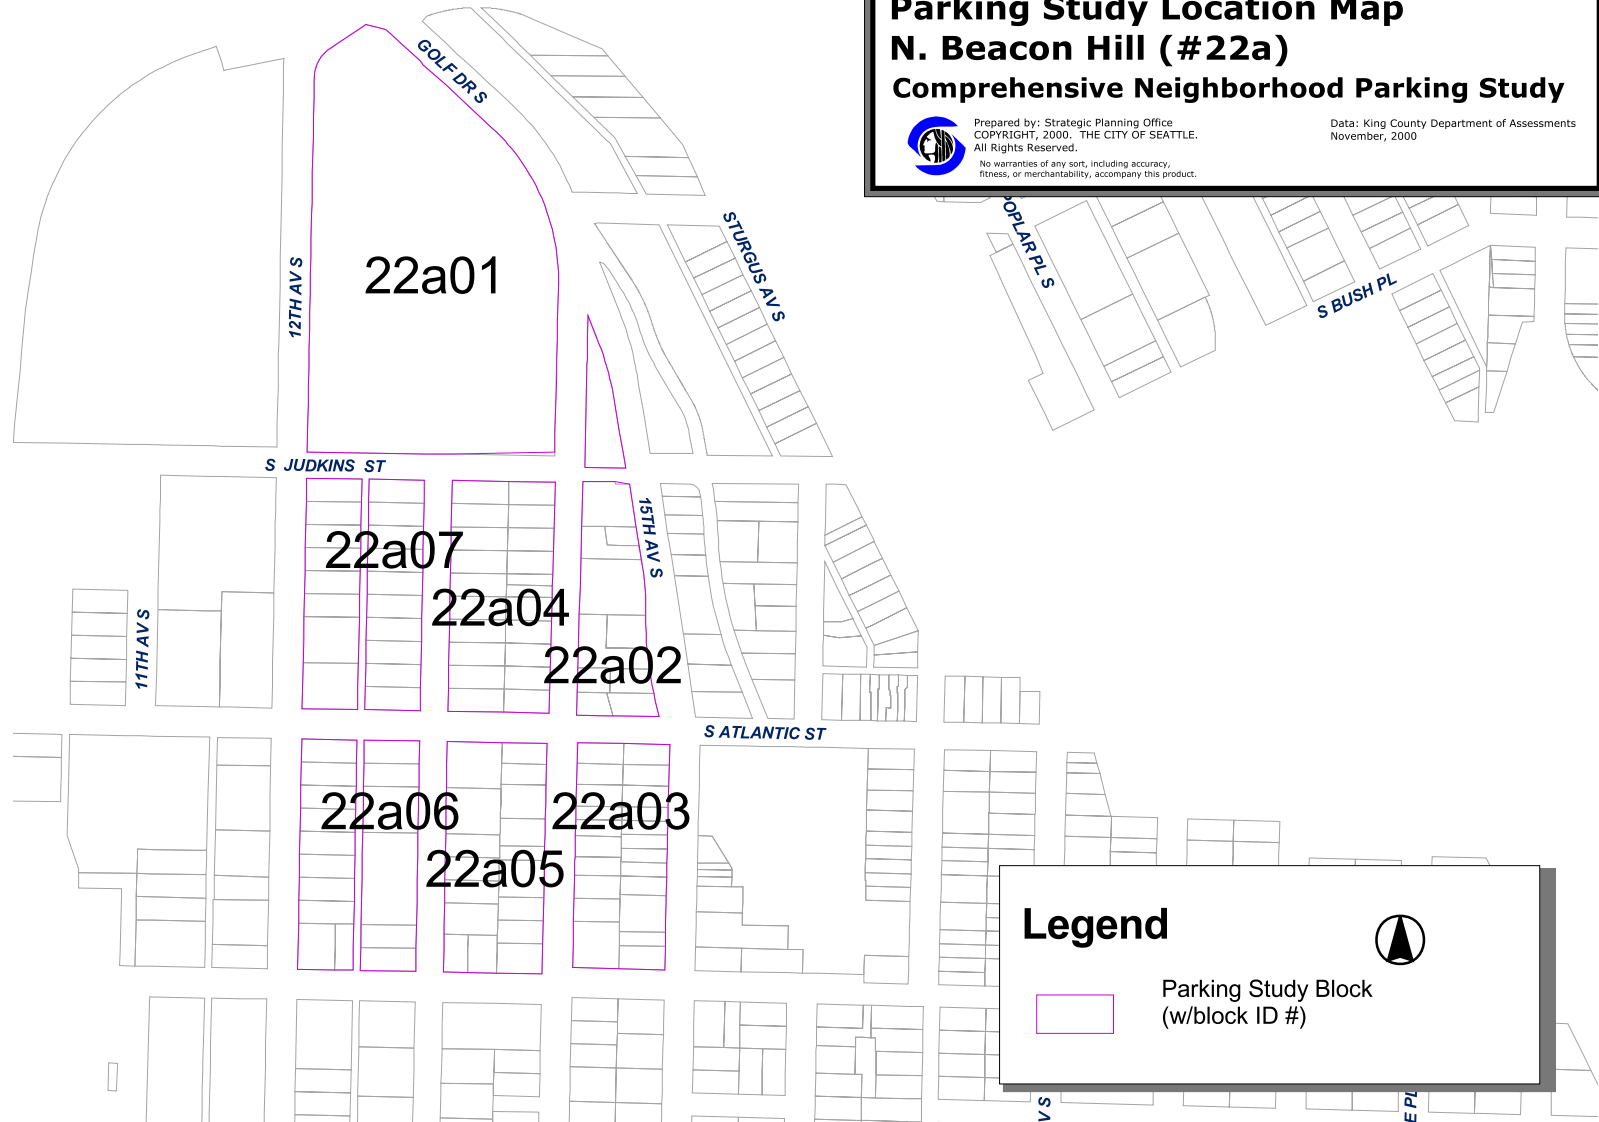 Parking Study Location Map
N. Beacon Hill (#22a)
Comprehensive Neighborhood Parking Study
Prepared by: Strategic Planning Office
COPYRIGHT, 2000. THE CITY OF SEATTLE.
All Rights Reserved.
No warranties of any sort, including accuracy,
fitness, or merchantability, accompany this product.
Data: King County Department of Assessments
November, 2000
GOLF DR S
12TH AV S
22a01
STURGUS AV S
POPLAR PL S
S BUSH PL
S JUDKINS ST
15TH AV S
22a07
22a04
22a02
11TH AV S
S ATLANTIC ST
22a06
22a03
22a05
Legend
Parking Study Block
(w/block ID #)
V S
E PL